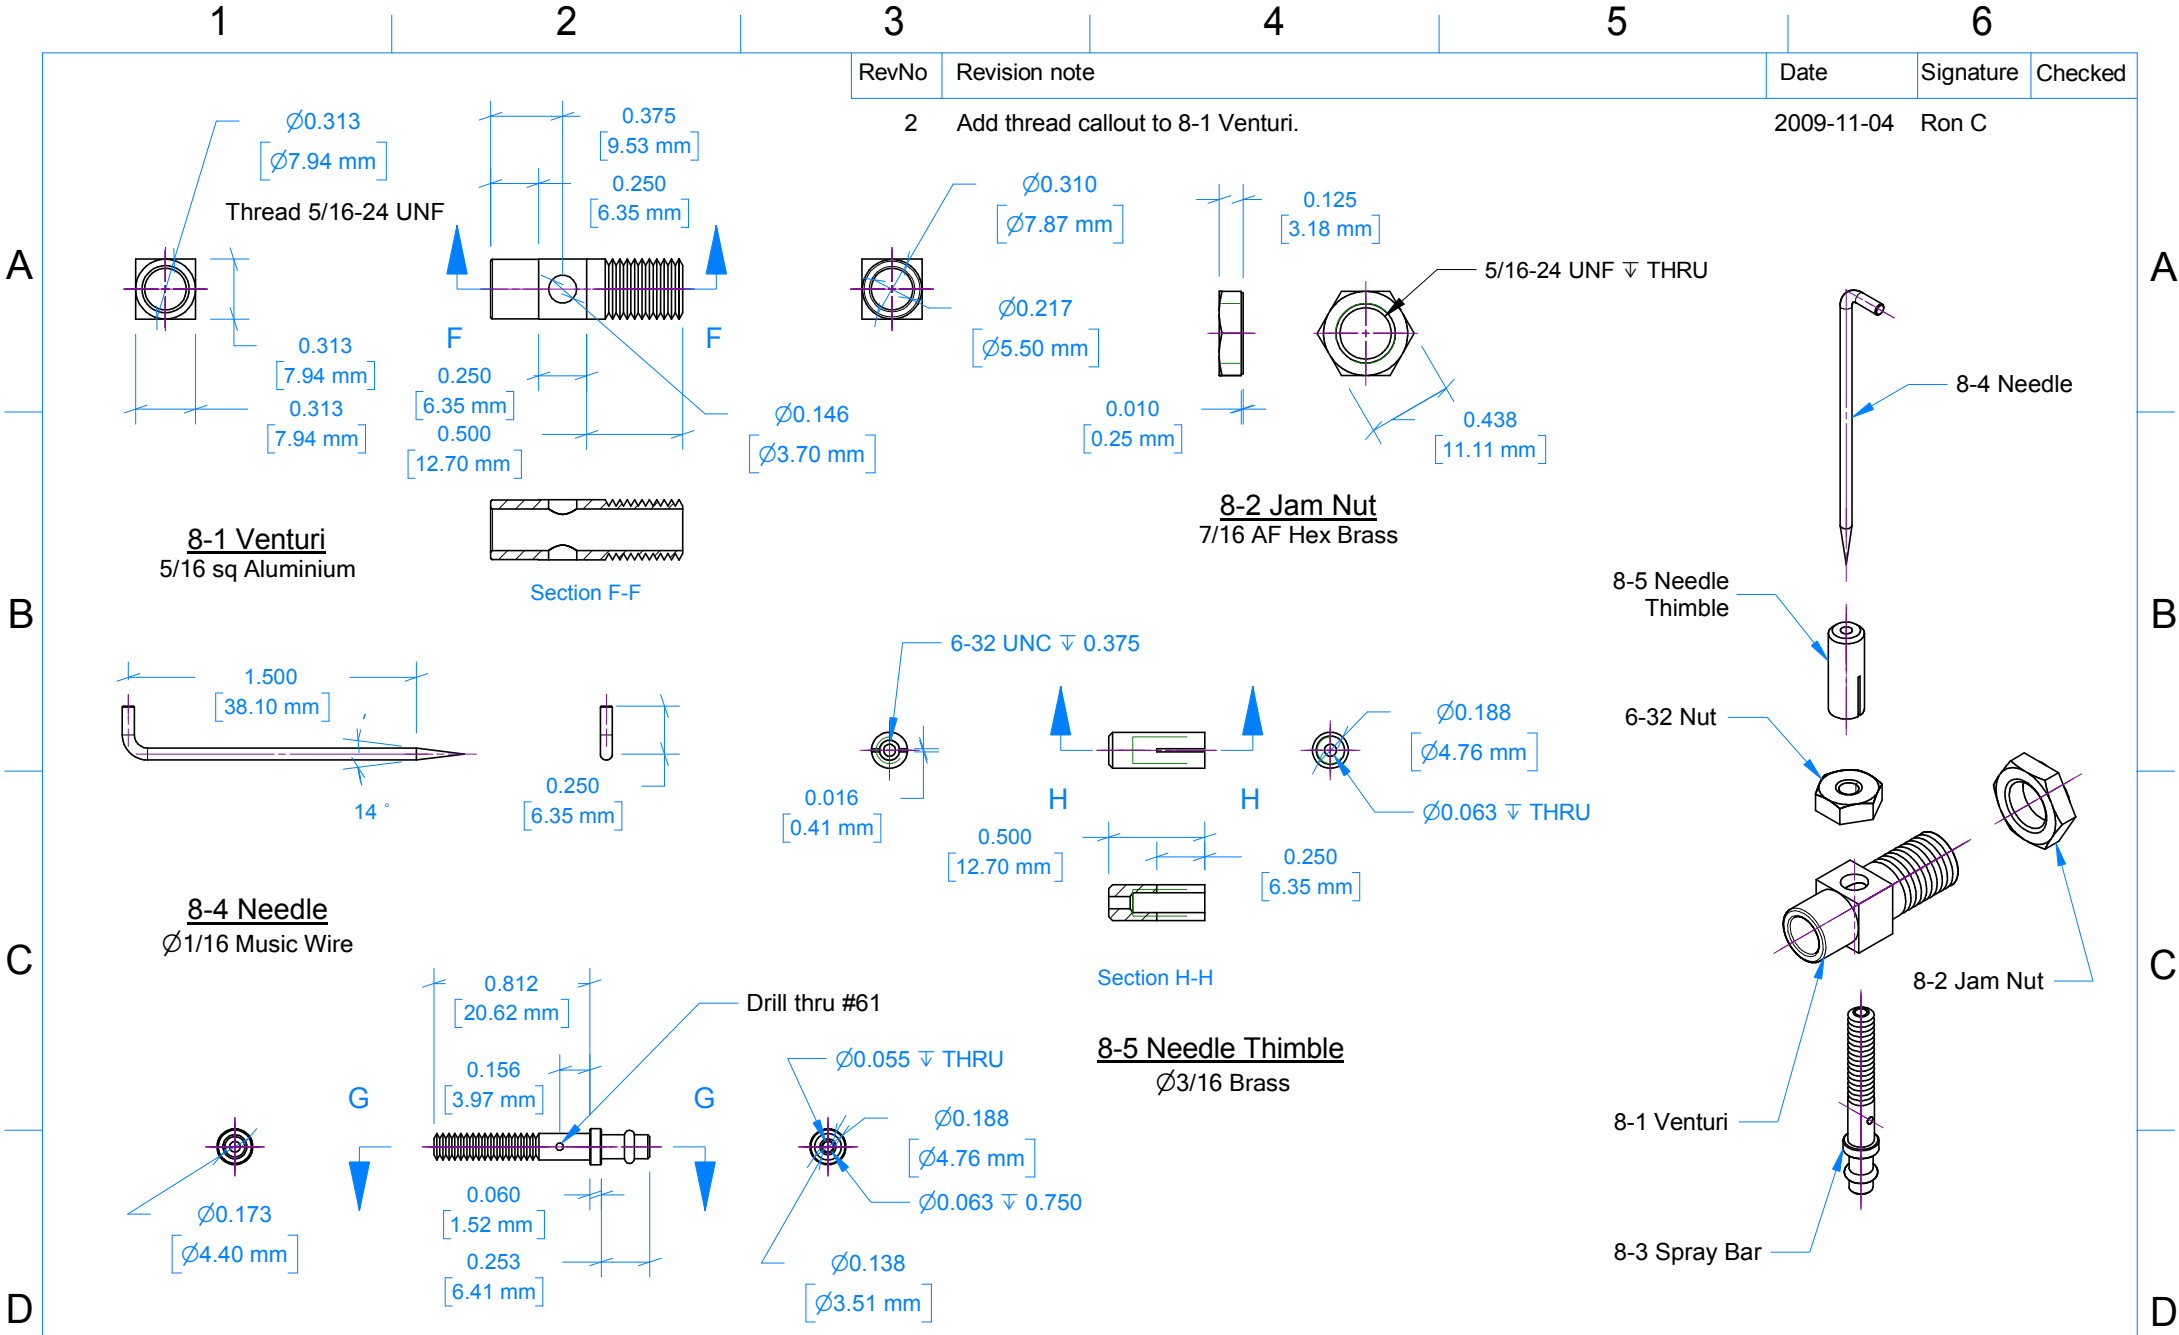 1 2 3 4 5 6
RevNo Revision note Date Signature Checked
2 Add thread callout to 8-1 Venturi. 2009-11-04 Ron C
A
A
B
B
C
C
D
D
Ø0.313
[Ø7.94 mm]
Thread 5/16-24 UNF
0.375
[9.53 mm]
0.250
[6.35 mm]
F
F
0.313
[7.94 mm]
0.313
[7.94 mm]
0.250
[6.35 mm]
0.500
[12.70 mm]
Ø0.146
[Ø3.70 mm]
Ø0.310
[Ø7.87 mm]
Ø0.217
[Ø5.50 mm]
8-1 Venturi
5/16 sq Aluminium
Section F-F
0.125
[3.18 mm]
5/16-24 UNF ↧ THRU
0.010
[0.25 mm]
0.438
[11.11 mm]
8-2 Jam Nut
7/16 AF Hex Brass
1.500
[38.10 mm]
14 °
0.250
[6.35 mm]
8-4 Needle
Ø1/16 Music Wire
6-32 UNC ↧ 0.375
0.016
[0.41 mm]
H
H
Ø0.188
[Ø4.76 mm]
Ø0.063 ↧ THRU
0.500
[12.70 mm]
0.250
[6.35 mm]
Section H-H
8-5 Needle Thimble
Ø3/16 Brass
0.812
[20.62 mm]
Drill thru #61
0.156
[3.97 mm]
G
G
Ø0.173
[Ø4.40 mm]
0.060
[1.52 mm]
0.253
[6.41 mm]
Ø0.055 ↧ THRU
Ø0.188
[Ø4.76 mm]
Ø0.063 ↧ 0.750
Ø0.138
[Ø3.51 mm]
8-4 Needle
8-5 Needle
Thimble
6-32 Nut
8-2 Jam Nut
8-1 Venturi
8-3 Spray Bar